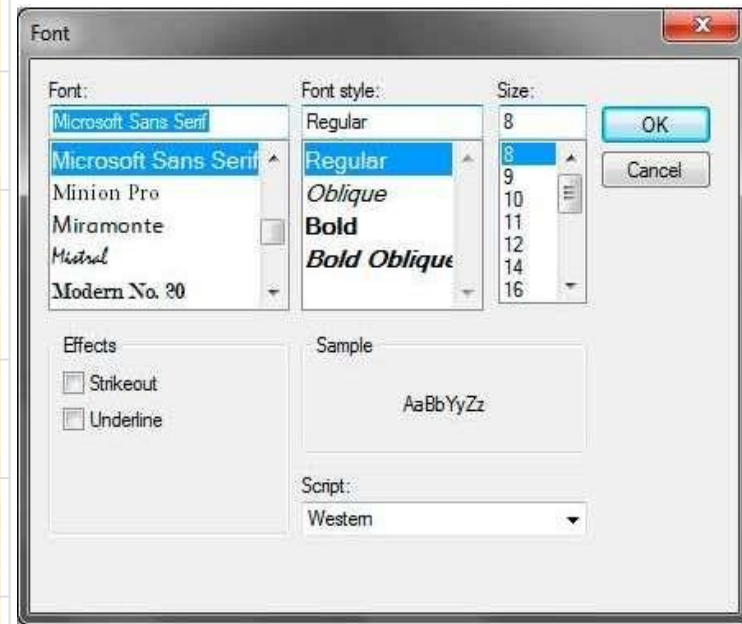 Font
Font:
Microsoft Sans Serif
Microsoft Sans Serif
Minion Pro
Miramonte
Mistral
Modern No. 20
Font style:
Regular
Regular
Oblique
Bold
Bold Oblique
Size:
8
8
9
10
11
12
14
16
OK
Cancel
Effects
Strikeout
Underline
Sample
AaBbYyZz
Script:
Western